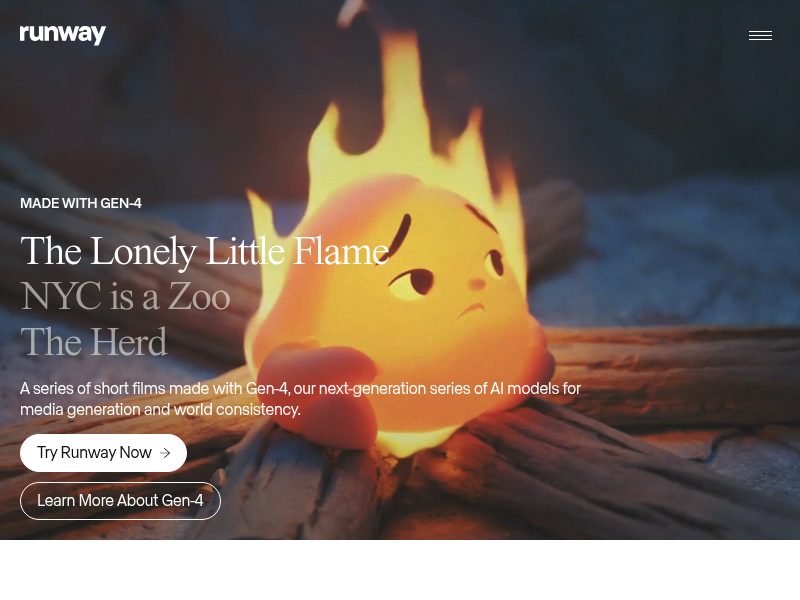 runway
MADE WITH GEN-4
The Lonely Little Flame
NYC is a Zoo
The Herd
A series of short films made with Gen-4, our next-generation series of AI models for
media generation and world consistency.
Try Runway Now
Learn More About Gen-4